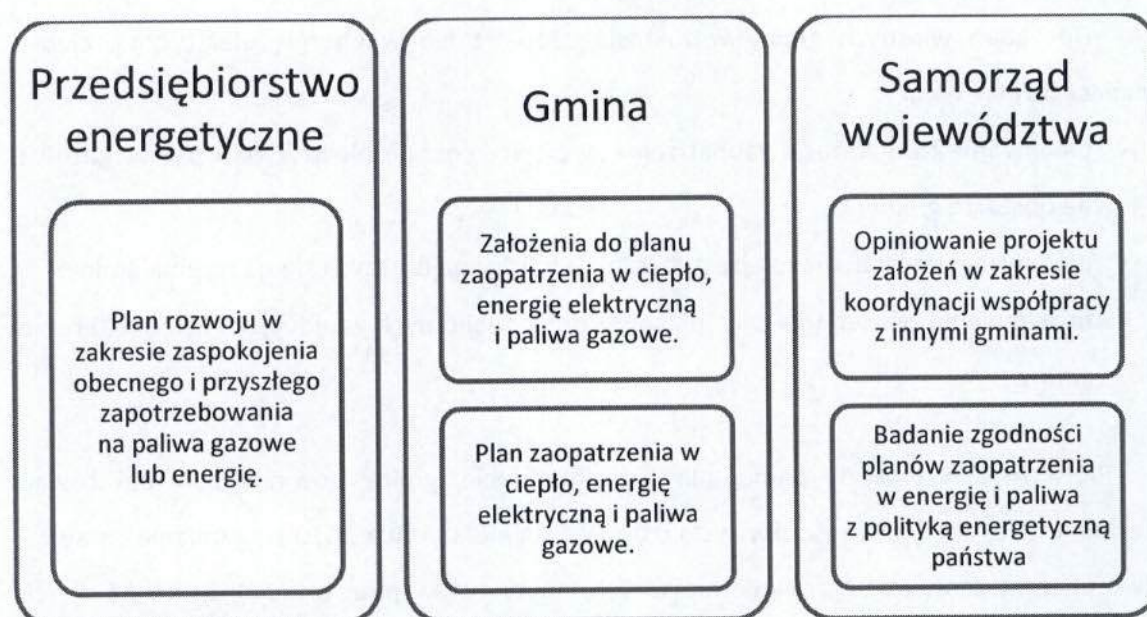 Przedsiębiorstwo
energetyczne
Plan rozwoju w
zakresie zaspokojenia
obecnego i przyszłego
zapotrzebowania
na paliwa gazowe
lub energię.
Gmina
Założenia do planu
zaopatrzenia w ciepło,
energię elektryczną
i paliwa gazowe.
Plan zaopatrzenia w
ciepło, energię
elektryczną i paliwa
gazowe.
Samorząd
województwa
Opiniowanie projektu
założeń w zakresie
koordynacji współpracy
z innymi gminami.
Badanie zgodności
planów zaopatrzenia
w energię i paliwa
z polityką energetyczną
państwa